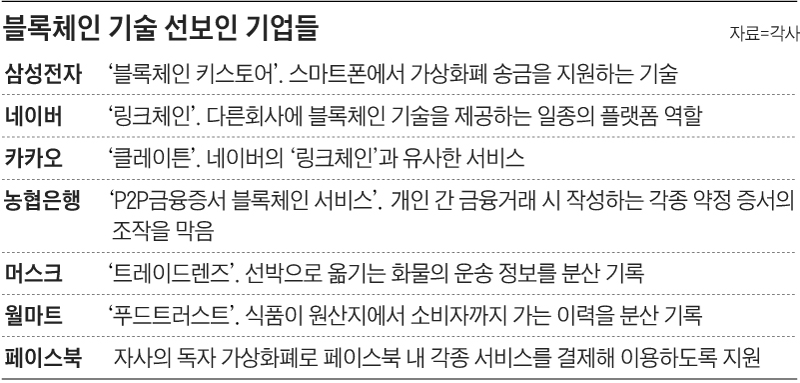 블록체인 기술 선보인 기업들
자료=각사
삼성전자 ‘블록체인 키스토어’. 스마트폰에서 가상화폐 송금을 지원하는 기술
네이버 ‘링크체인’. 다른회사에 블록체인 기술을 제공하는 일종의 플랫폼 역할
카카오 ‘클레이튼’. 네이버의 ‘링크체인’과 유사한 서비스
농협은행 ‘P2P금융증서 블록체인 서비스’. 개인 간 금융거래 시 작성하는 각종 약정 증서의
조작을 막음
머스크 ‘트레이드렌즈’. 선박으로 옮기는 화물의 운송 정보를 분산 기록
월마트 ‘푸드트러스트’. 식품이 원산지에서 소비자까지 가는 이력을 분산 기록
페이스북 자사의 독자 가상화폐로 페이스북 내 각종 서비스를 결제해 이용하도록 지원